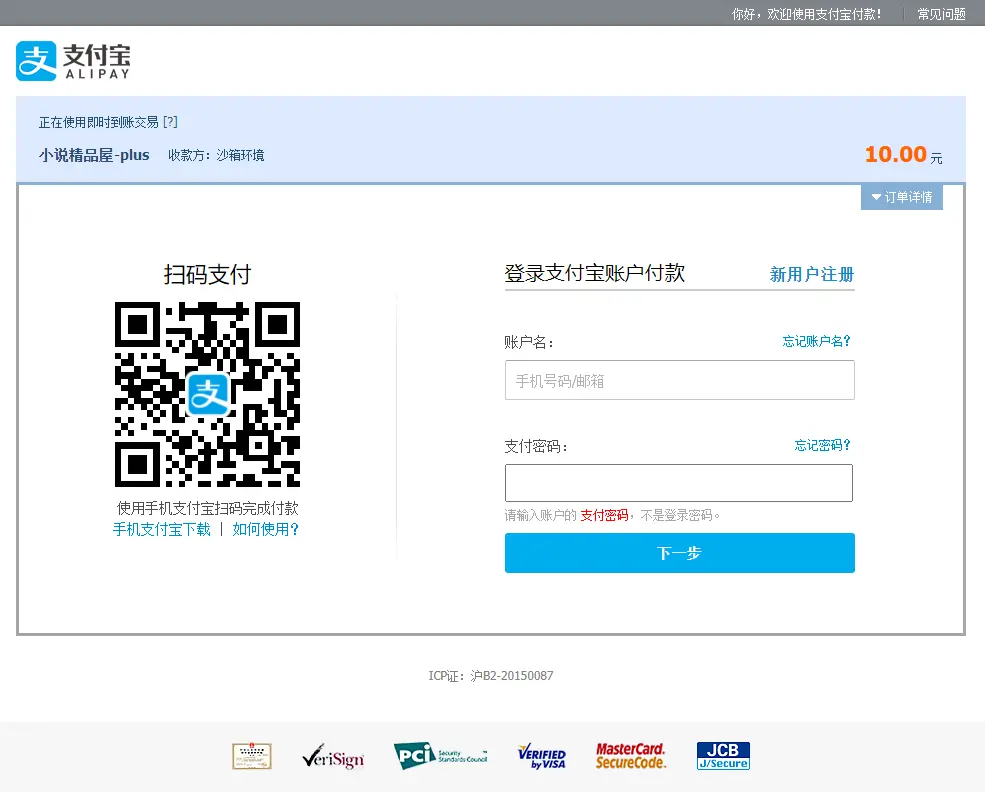 你好，欢迎使用支付宝付款！ 常见问题
支 支付宝
ALIPAY
正在使用即时到账交易 [?]
小说精品屋-plus 收款方：沙箱环境 10.00 元
订单详情
扫码支付
支
使用手机支付宝扫码完成付款
手机支付宝下载 | 如何使用?
登录支付宝账户付款 新用户注册
账户名： 忘记账户名?
手机号码/邮箱
支付密码： 忘记密码?
请输入账户的 支付密码，不是登录密码。
下一步
ICP证：沪B2-20150087
VeriSign
PCI Security Standards Council
VERIFIED by VISA
MasterCard. SecureCode.
JCB J/Secure